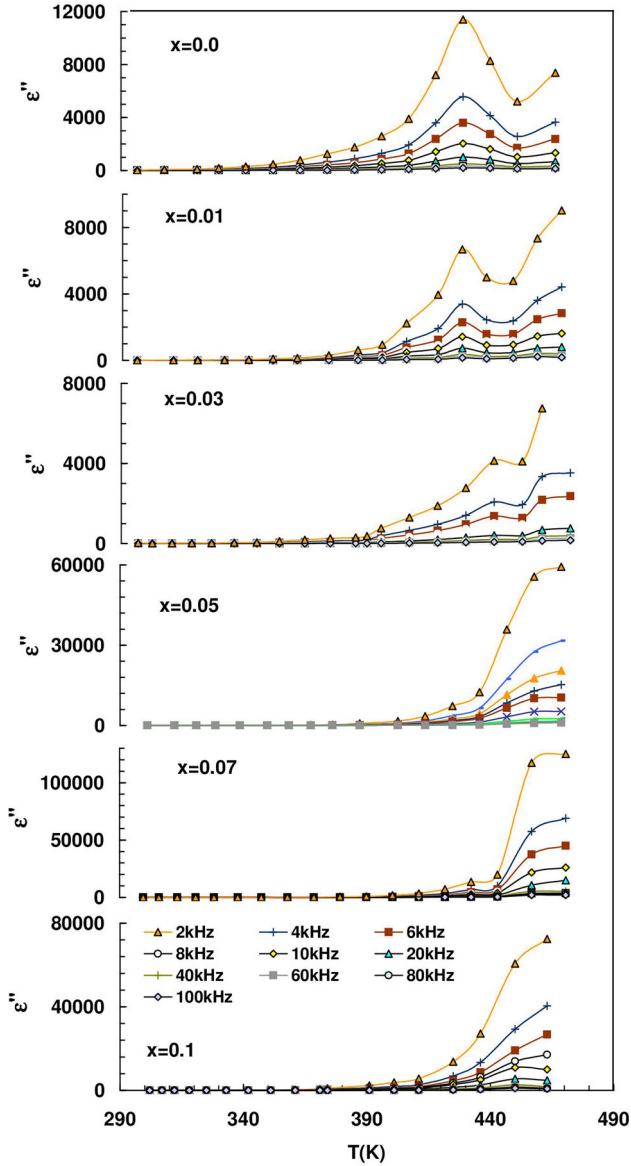 12000
x=0.0
8000
ε"
4000
0
x=0.01
8000
ε"
4000
0
8000
x=0.03
ε"
4000
0
60000
x=0.05
ε"
30000
0
x=0.07
100000
ε"
50000
0
80000
2kHz 4kHz 6kHz
8kHz 10kHz 20kHz
40kHz 60kHz 80kHz
100kHz
ε"
40000
x=0.1
0
290 340 390 440 490
T(K)